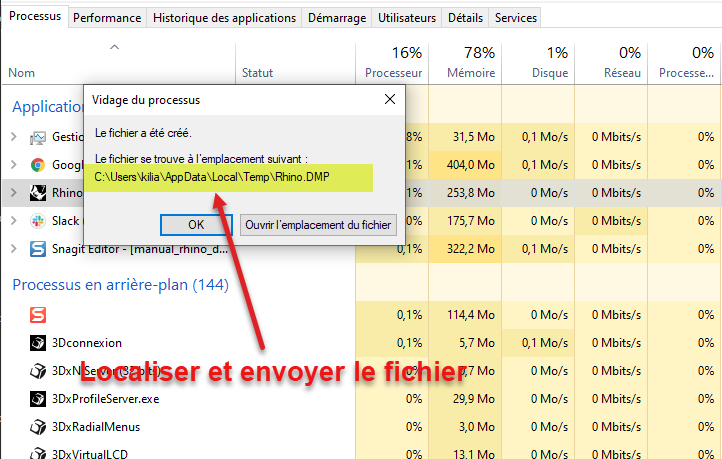 Processus Performance Historique des applications Démarrage Utilisateurs Détails Services
16% 78% 1% 0% 0%
Nom Statut Processeur Mémoire Disque Réseau Processe...
Application
Vidage du processus
Le fichier a été créé.
Le fichier se trouve à l'emplacement suivant :
C:\Users\kilia\AppData\Local\Temp\Rhino.DMP
OK Ouvrir l'emplacement du fichier
Gestio 8% 31,5 Mo 0,1 Mo/s 0 Mbits/s 0%
Googl 1% 404,0 Mo 0,1 Mo/s 0 Mbits/s 0%
Rhino 1% 253,8 Mo 0 Mo/s 0 Mbits/s 0%
Slack 0% 175,7 Mo 0 Mo/s 0 Mbits/s 0%
Snagit Editor - [manual_rhino_d... 0,1% 322,2 Mo 0,1 Mo/s 0 Mbits/s 0%
Processus en arrière-plan (144)
0,1% 114,4 Mo 0 Mo/s 0 Mbits/s 0%
3Dconnexion 0,1% 5,7 Mo 0,1 Mo/s 0 Mbits/s 0%
Localiser et envoyer le fichier
0 Mo/s 0 Mbits/s 0%
3DxProfileServer.exe 0% 29,9 Mo 0 Mo/s 0 Mbits/s 0%
3DxRadialMenus 0% 3,0 Mo 0 Mo/s 0 Mbits/s 0%
3DxVirtualLCD 0% 13,1 Mo 0 Mo/s 0 Mbits/s 0%